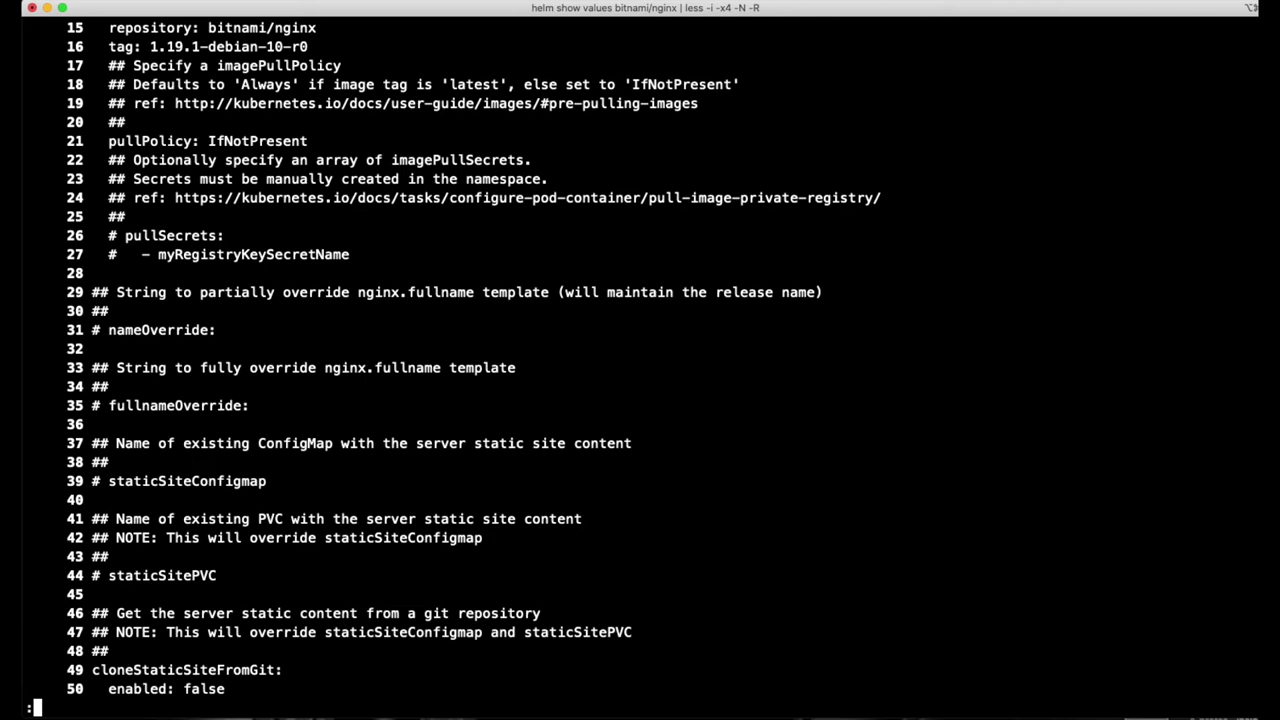 helm show values bitnami/nginx | less -i -x4 -N -R
⌥⌘1
15 repository: bitnami/nginx
16 tag: 1.19.1-debian-10-r0
17 ## Specify a imagePullPolicy
18 ## Defaults to 'Always' if image tag is 'latest', else set to 'IfNotPresent'
19 ## ref: http://kubernetes.io/docs/user-guide/images/#pre-pulling-images
20 ##
21 pullPolicy: IfNotPresent
22 ## Optionally specify an array of imagePullSecrets.
23 ## Secrets must be manually created in the namespace.
24 ## ref: https://kubernetes.io/docs/tasks/configure-pod-container/pull-image-private-registry/
25 ##
26 # pullSecrets:
27 #   - myRegistryKeySecretName
28
29 ## String to partially override nginx.fullname template (will maintain the release name)
30 ##
31 # nameOverride:
32
33 ## String to fully override nginx.fullname template
34 ##
35 # fullnameOverride:
36
37 ## Name of existing ConfigMap with the server static site content
38 ##
39 # staticSiteConfigmap
40
41 ## Name of existing PVC with the server static site content
42 ## NOTE: This will override staticSiteConfigmap
43 ##
44 # staticSitePVC
45
46 ## Get the server static content from a git repository
47 ## NOTE: This will override staticSiteConfigmap and staticSitePVC
48 ##
49 cloneStaticSiteFromGit:
50 enabled: false
: